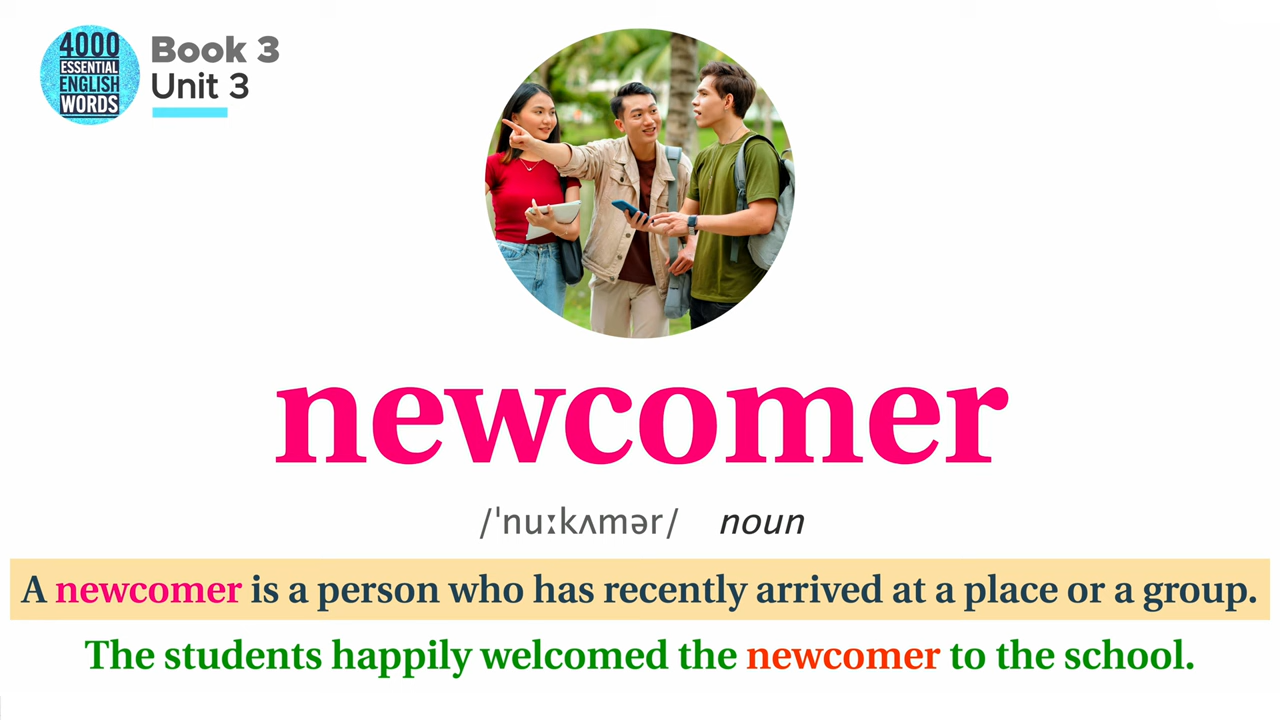 4000
ESSENTIAL
ENGLISH
WORDS
Book 3
Unit 3
newcomer
/ˈnuːkʌmər/ noun
A newcomer is a person who has recently arrived at a place or a group.
The students happily welcomed the newcomer to the school.